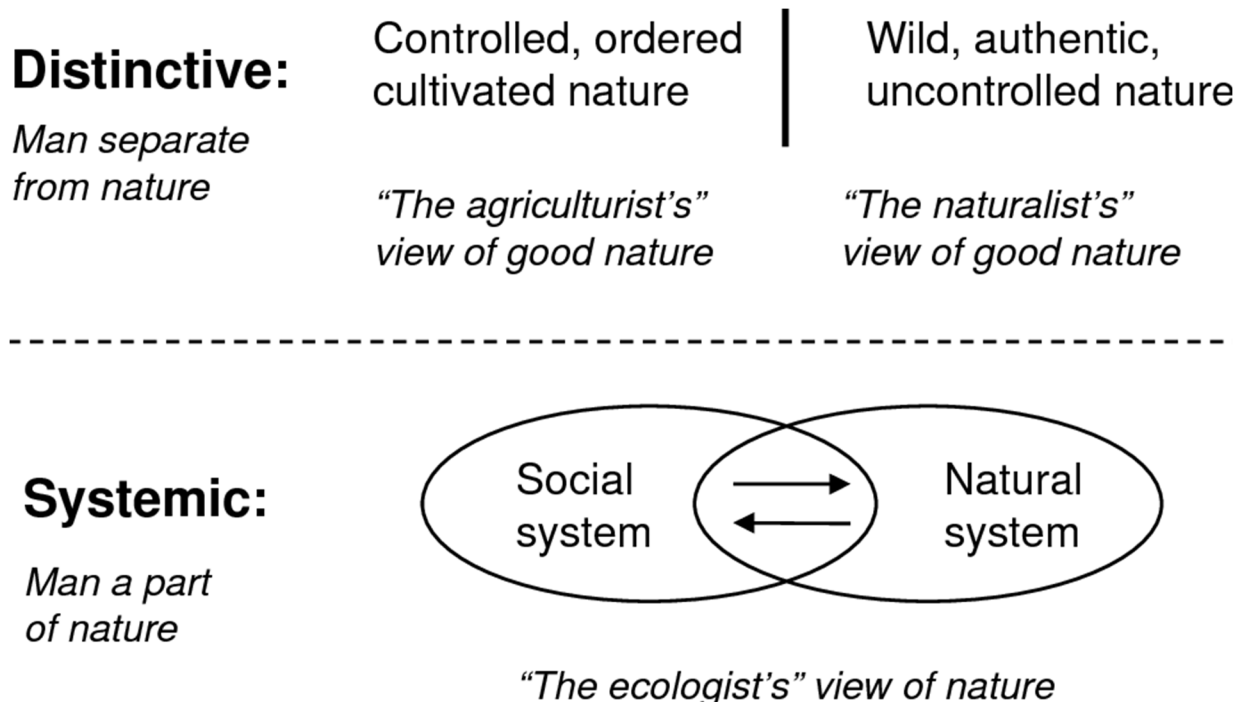 Distinctive:
Man separate
from nature
Controlled, ordered
cultivated nature
“The agriculturist’s”
view of good nature
Wild, authentic,
uncontrolled nature
“The naturalist’s”
view of good nature
Systemic:
Man a part
of nature
Social
system
Natural
system
“The ecologist’s” view of nature